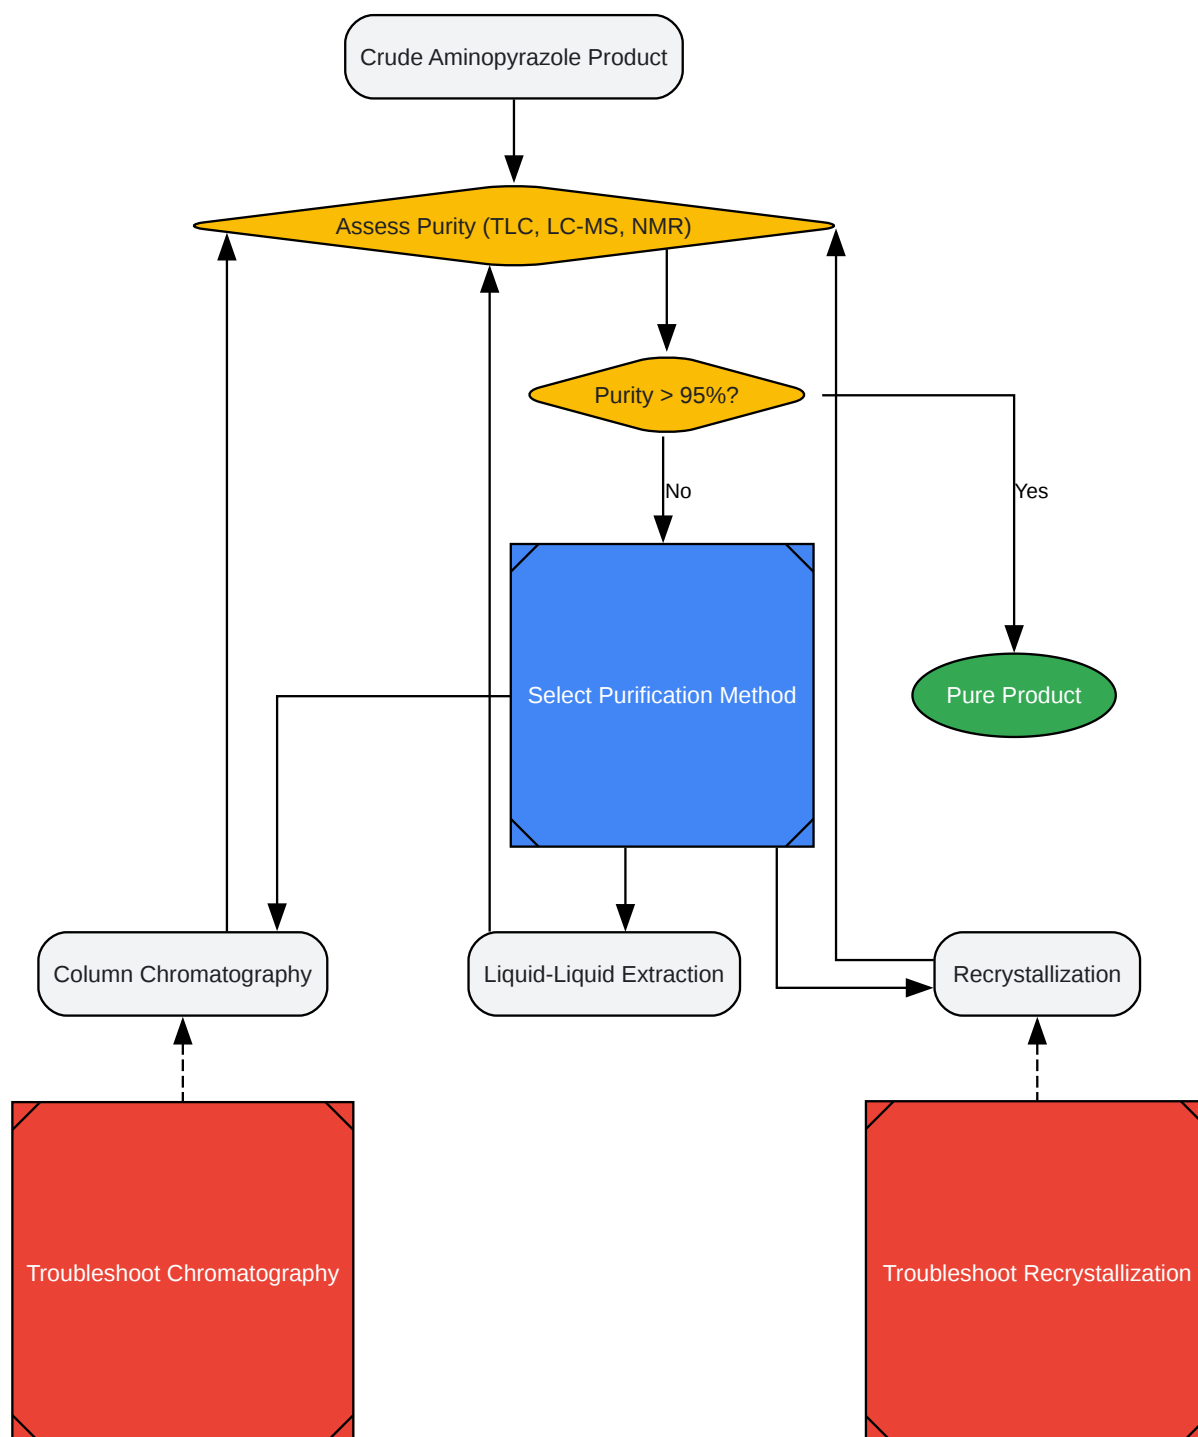 Crude Aminopyrazole Product
Assess Purity (TLC, LC-MS, NMR)
Purity > 95%?
No
Yes
Select Purification Method
Pure Product
Column Chromatography
Liquid-Liquid Extraction
Recrystallization
Troubleshoot Chromatography
Troubleshoot Recrystallization